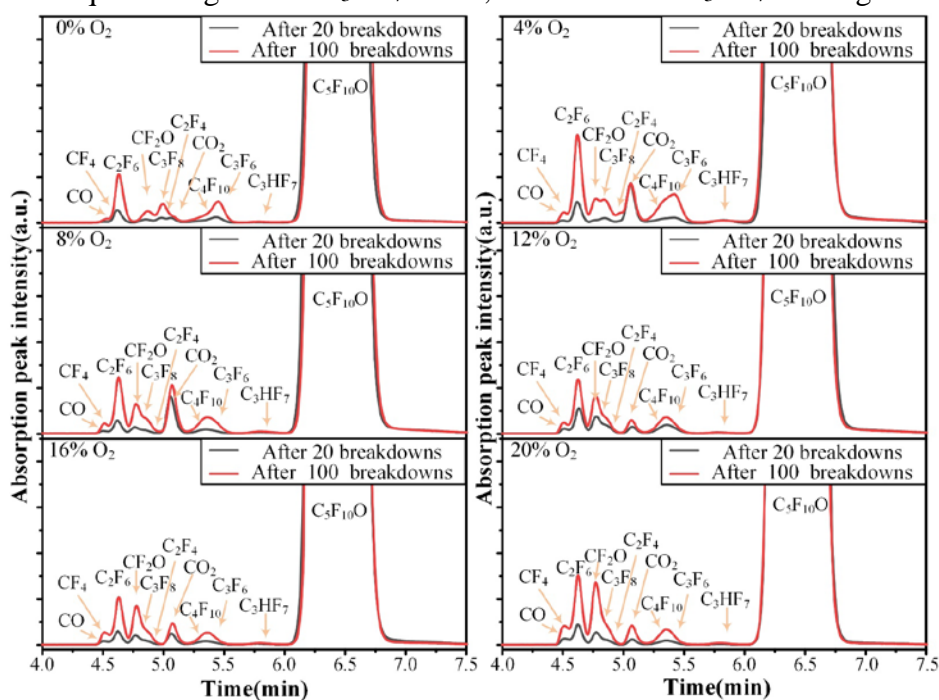 0% O₂
After 20 breakdowns
After 100 breakdowns
C₅F₁₀O
C₂F₄
CF₂O
CO₂
CF₄
C₂F₆
C₃F₈
C₃F₆
CO
C₄F₁₀
C₃HF₇
4% O₂
After 20 breakdowns
After 100 breakdowns
C₅F₁₀O
C₂F₆
C₂F₄
CF₂O
CO₂
CF₄
C₃F₈
C₃F₆
CO
C₄F₁₀
C₃HF₇
8% O₂
After 20 breakdowns
After 100 breakdowns
C₅F₁₀O
C₂F₄
CF₂O
CO₂
CF₄
C₂F₆
C₃F₈
C₃F₆
CO
C₄F₁₀
C₃HF₇
12% O₂
After 20 breakdowns
After 100 breakdowns
C₅F₁₀O
C₂F₄
CF₂O
CO₂
C₂F₆
CF₄
C₃F₈
C₃F₆
CO
C₄F₁₀
C₃HF₇
16% O₂
After 20 breakdowns
After 100 breakdowns
C₅F₁₀O
C₂F₄
CF₂O
CO₂
CF₄
C₂F₆
C₃F₈
C₃F₆
CO
C₄F₁₀
C₃HF₇
20% O₂
After 20 breakdowns
After 100 breakdowns
C₅F₁₀O
C₂F₄
CF₂O
CO₂
C₂F₆
CF₄
C₃F₈
C₃F₆
CO
C₄F₁₀
C₃HF₇
Absorption peak intensity(a.u.)
Absorption peak intensity(a.u.)
4.0 4.5 5.0 5.5 6.0 6.5 7.0 7.5
4.0 4.5 5.0 5.5 6.0 6.5 7.0 7.5
Time(min)
Time(min)